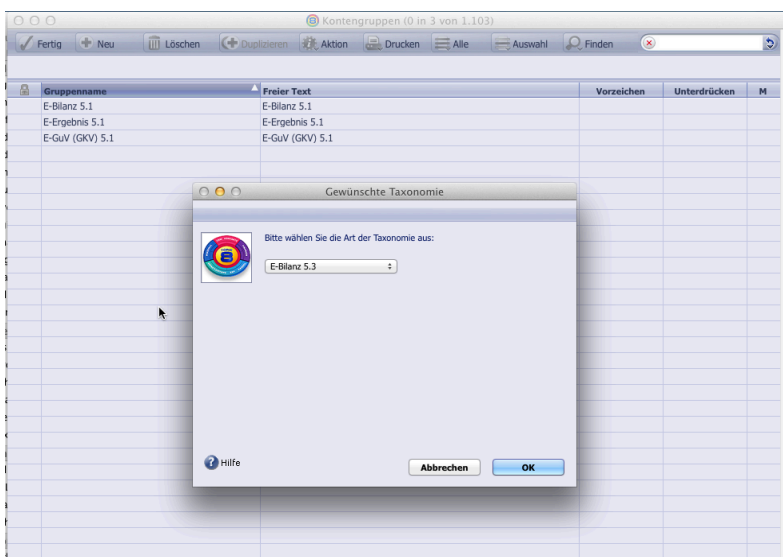 Kontengruppen (0 in 3 von 1.103)
Fertig Neu Löschen Duplizieren Aktion Drucken Alle Auswahl Finden
Gruppenname Freier Text Vorzeichen Unterdrücken M
E-Bilanz 5.1 E-Bilanz 5.1
E-Ergebnis 5.1 E-Ergebnis 5.1
E-GuV (GKV) 5.1 E-GuV (GKV) 5.1
Gewünschte Taxonomie
Bitte wählen Sie die Art der Taxonomie aus:
E-Bilanz 5.3
Hilfe Abbrechen OK